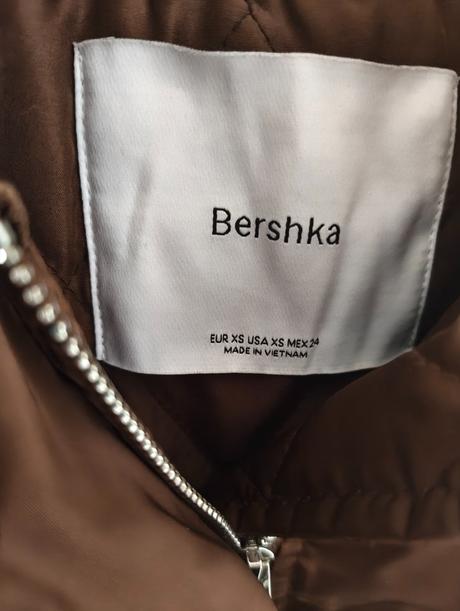 Bershka
EUR XS USA XS MEX 24
MADE IN VIETNAM